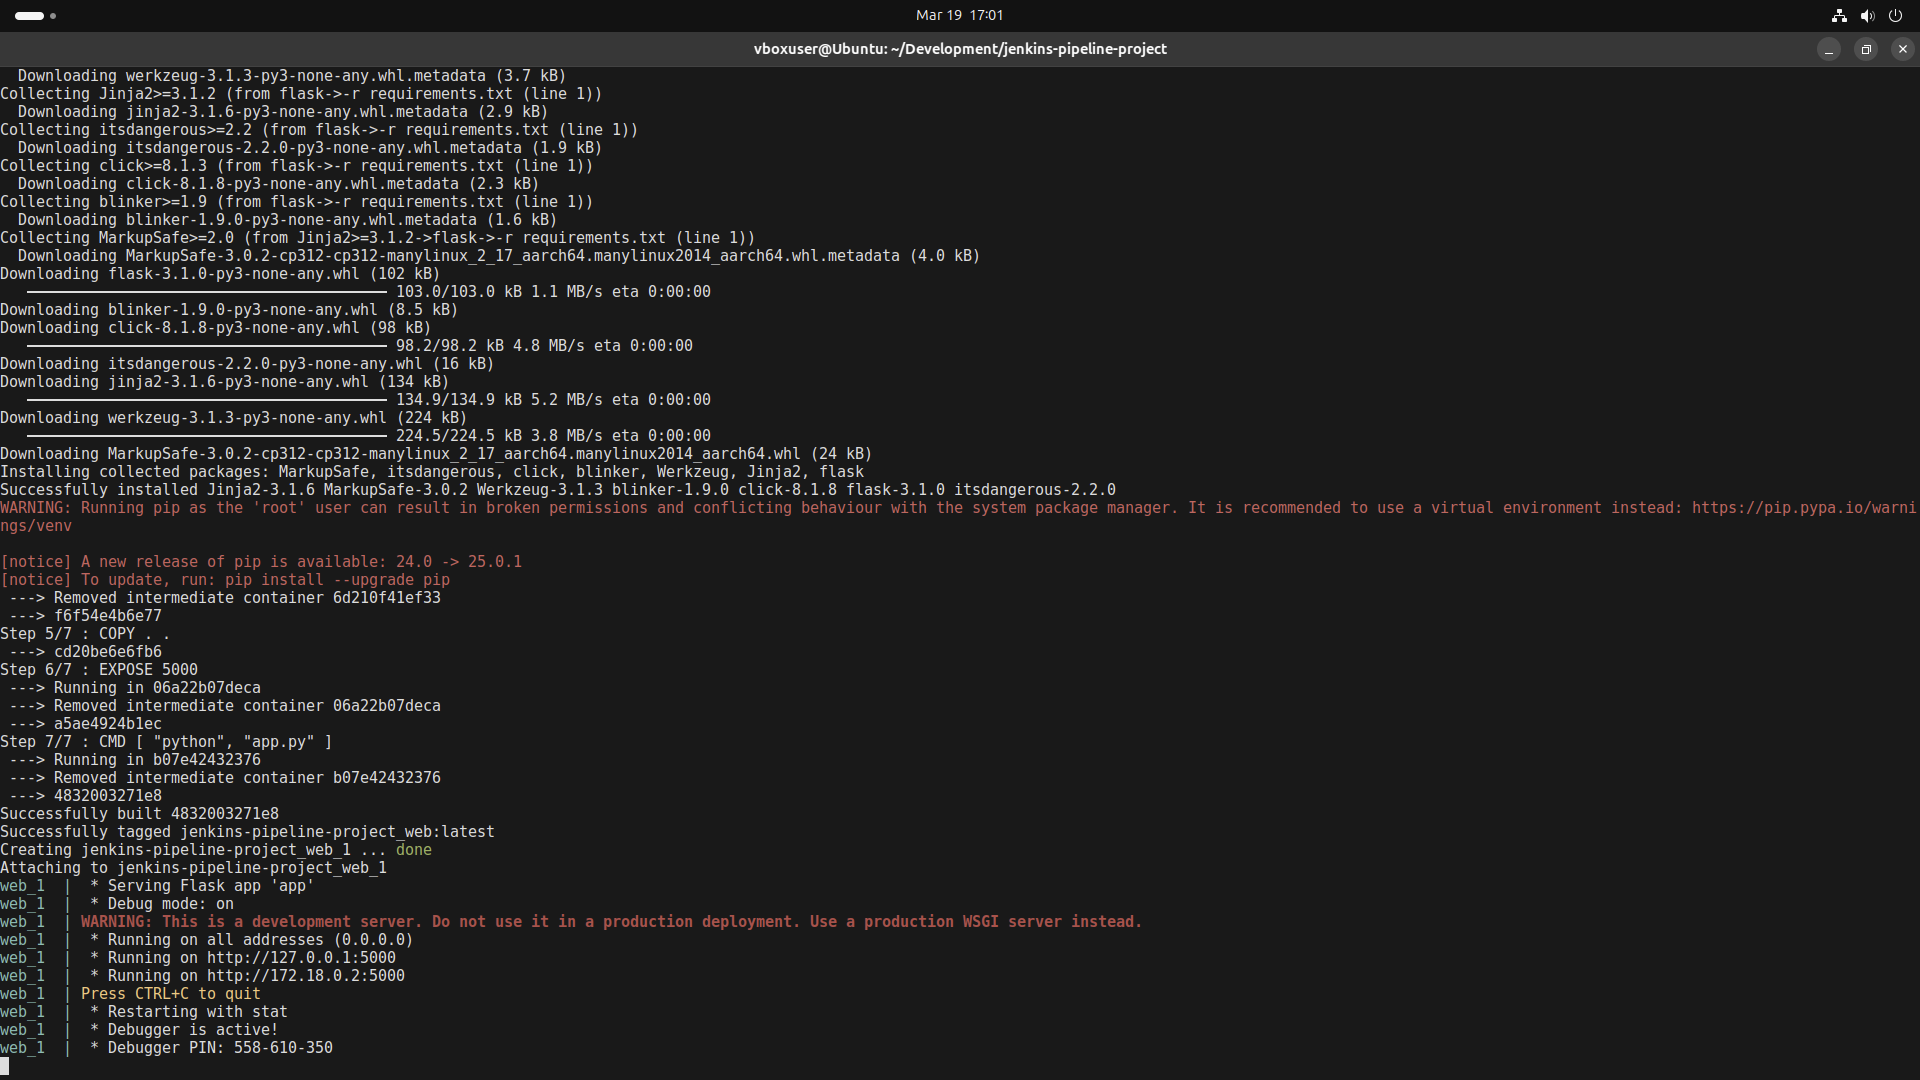 Mar 19 17:01
vboxuser@Ubuntu: ~/Development/jenkins-pipeline-project
Downloading werkzeug-3.1.3-py3-none-any.whl.metadata (3.7 kB)
Collecting Jinja2>=3.1.2 (from flask->-r requirements.txt (line 1))
Downloading jinja2-3.1.6-py3-none-any.whl.metadata (2.9 kB)
Collecting itsdangerous>=2.2 (from flask->-r requirements.txt (line 1))
Downloading itsdangerous-2.2.0-py3-none-any.whl.metadata (1.9 kB)
Collecting click>=8.1.3 (from flask->-r requirements.txt (line 1))
Downloading click-8.1.8-py3-none-any.whl.metadata (2.3 kB)
Collecting blinker>=1.9 (from flask->-r requirements.txt (line 1))
Downloading blinker-1.9.0-py3-none-any.whl.metadata (1.6 kB)
Collecting MarkupSafe>=2.0 (from Jinja2>=3.1.2->flask->-r requirements.txt (line 1))
Downloading MarkupSafe-3.0.2-cp312-cp312-manylinux_2_17_aarch64.manylinux2014_aarch64.whl.metadata (4.0 kB)
Downloading flask-3.1.0-py3-none-any.whl (102 kB)
103.0/103.0 kB 1.1 MB/s eta 0:00:00
Downloading blinker-1.9.0-py3-none-any.whl (8.5 kB)
Downloading click-8.1.8-py3-none-any.whl (98 kB)
98.2/98.2 kB 4.8 MB/s eta 0:00:00
Downloading itsdangerous-2.2.0-py3-none-any.whl (16 kB)
Downloading jinja2-3.1.6-py3-none-any.whl (134 kB)
134.9/134.9 kB 5.2 MB/s eta 0:00:00
Downloading werkzeug-3.1.3-py3-none-any.whl (224 kB)
224.5/224.5 kB 3.8 MB/s eta 0:00:00
Downloading MarkupSafe-3.0.2-cp312-cp312-manylinux_2_17_aarch64.manylinux2014_aarch64.whl (24 kB)
Installing collected packages: MarkupSafe, itsdangerous, click, blinker, Werkzeug, Jinja2, flask
Successfully installed Jinja2-3.1.6 MarkupSafe-3.0.2 Werkzeug-3.1.3 blinker-1.9.0 click-8.1.8 flask-3.1.0 itsdangerous-2.2.0
WARNING: Running pip as the 'root' user can result in broken permissions and conflicting behaviour with the system package manager. It is recommended to use a virtual environment instead: https://pip.pypa.io/warni
ngs/venv
[notice] A new release of pip is available: 24.0 -> 25.0.1
[notice] To update, run: pip install --upgrade pip
---> Removed intermediate container 6d210f41ef33
---> f6f54e4b6e77
Step 5/7 : COPY . .
---> cd20be6e6fb6
Step 6/7 : EXPOSE 5000
---> Running in 06a22b07deca
---> Removed intermediate container 06a22b07deca
---> a5ae4924b1ec
Step 7/7 : CMD [ "python", "app.py" ]
---> Running in b07e42432376
---> Removed intermediate container b07e42432376
---> 4832003271e8
Successfully built 4832003271e8
Successfully tagged jenkins-pipeline-project_web:latest
Creating jenkins-pipeline-project_web_1 ... done
Attaching to jenkins-pipeline-project_web_1
web_1 | * Serving Flask app 'app'
web_1 | * Debug mode: on
web_1 | WARNING: This is a development server. Do not use it in a production deployment. Use a production WSGI server instead.
web_1 | * Running on all addresses (0.0.0.0)
web_1 | * Running on http://127.0.0.1:5000
web_1 | * Running on http://172.18.0.2:5000
web_1 | Press CTRL+C to quit
web_1 | * Restarting with stat
web_1 | * Debugger is active!
web_1 | * Debugger PIN: 558-610-350